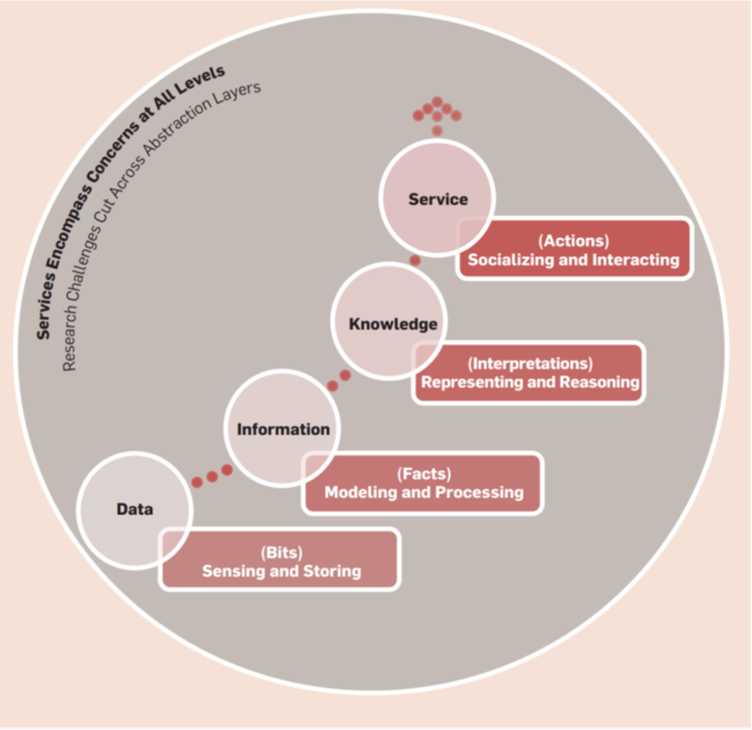 Services Encompass Concerns at All Levels
Research Challenges Cut Across Abstraction Layers
Service
(Actions)
Socializing and Interacting
Knowledge
(Interpretations)
Representing and Reasoning
Information
(Facts)
Modeling and Processing
Data
(Bits)
Sensing and Storing